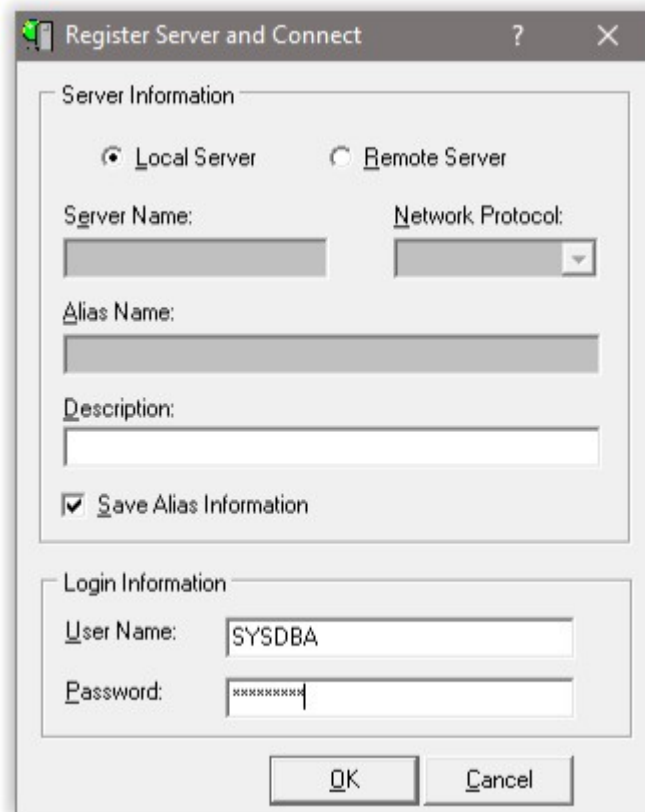 Register Server and Connect ? ×
Server Information
Local Server Remote Server
Server Name: Network Protocol:
Alias Name:
Description:
Save Alias Information
Login Information
User Name: SYSDBA
Password: *********
OK Cancel